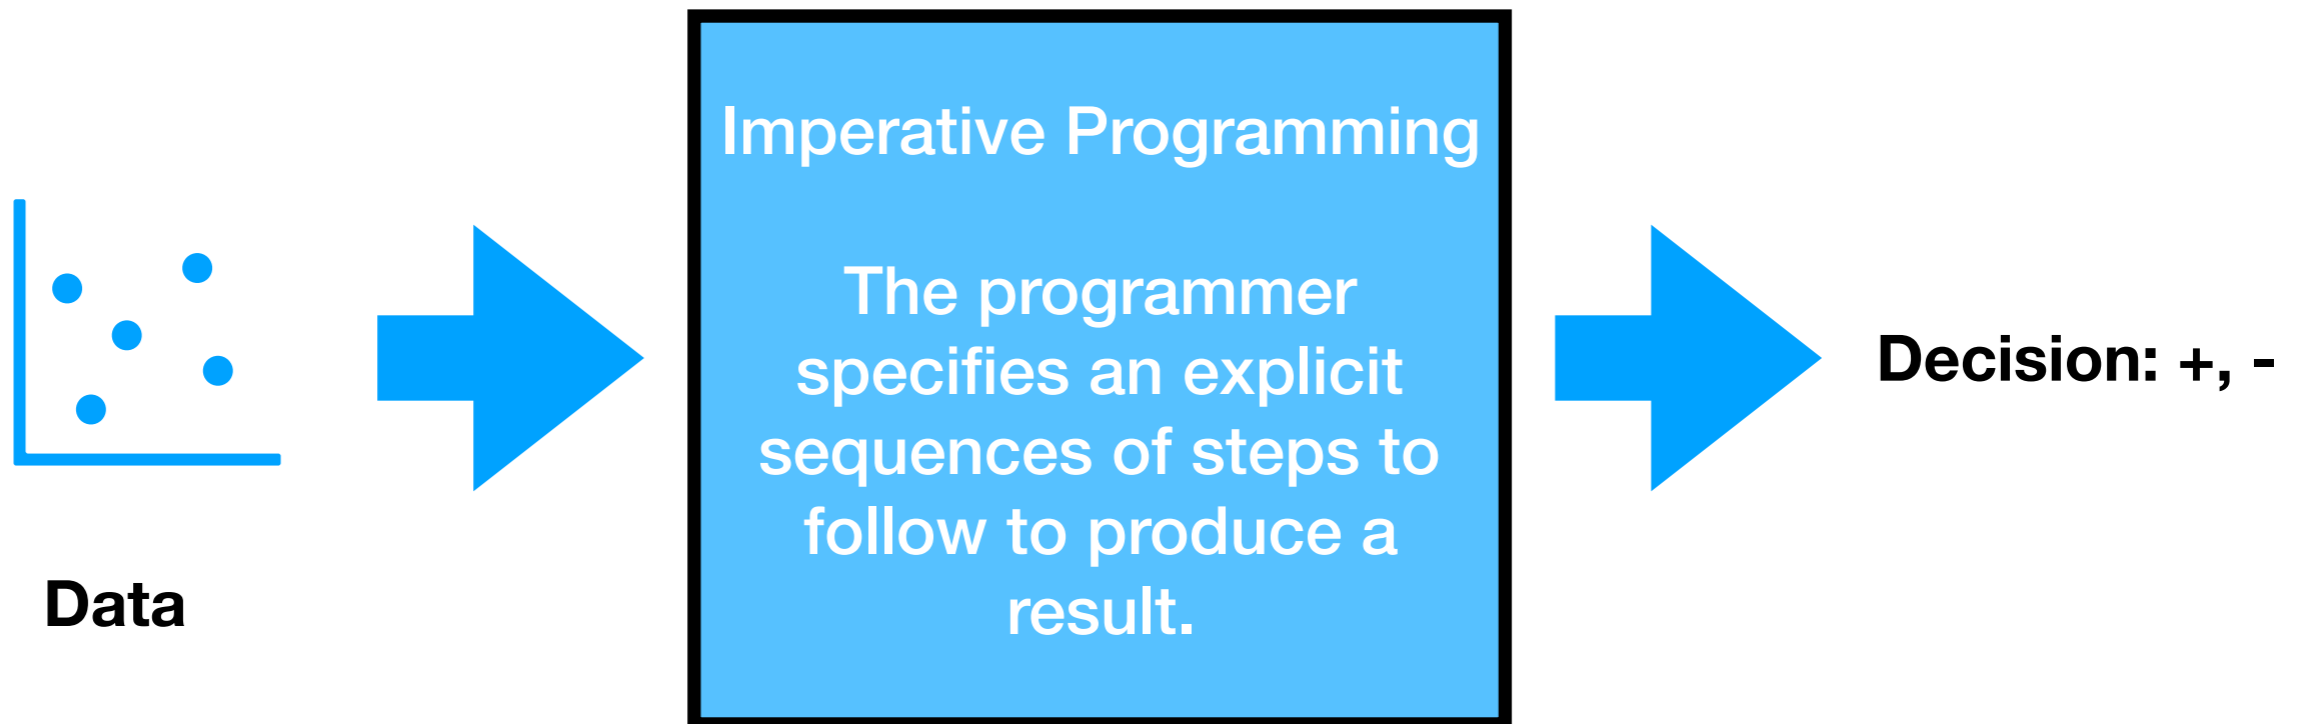 Data
Imperative Programming
The programmer
specifies an explicit
sequences of steps to
follow to produce a
result.
Decision: +, -